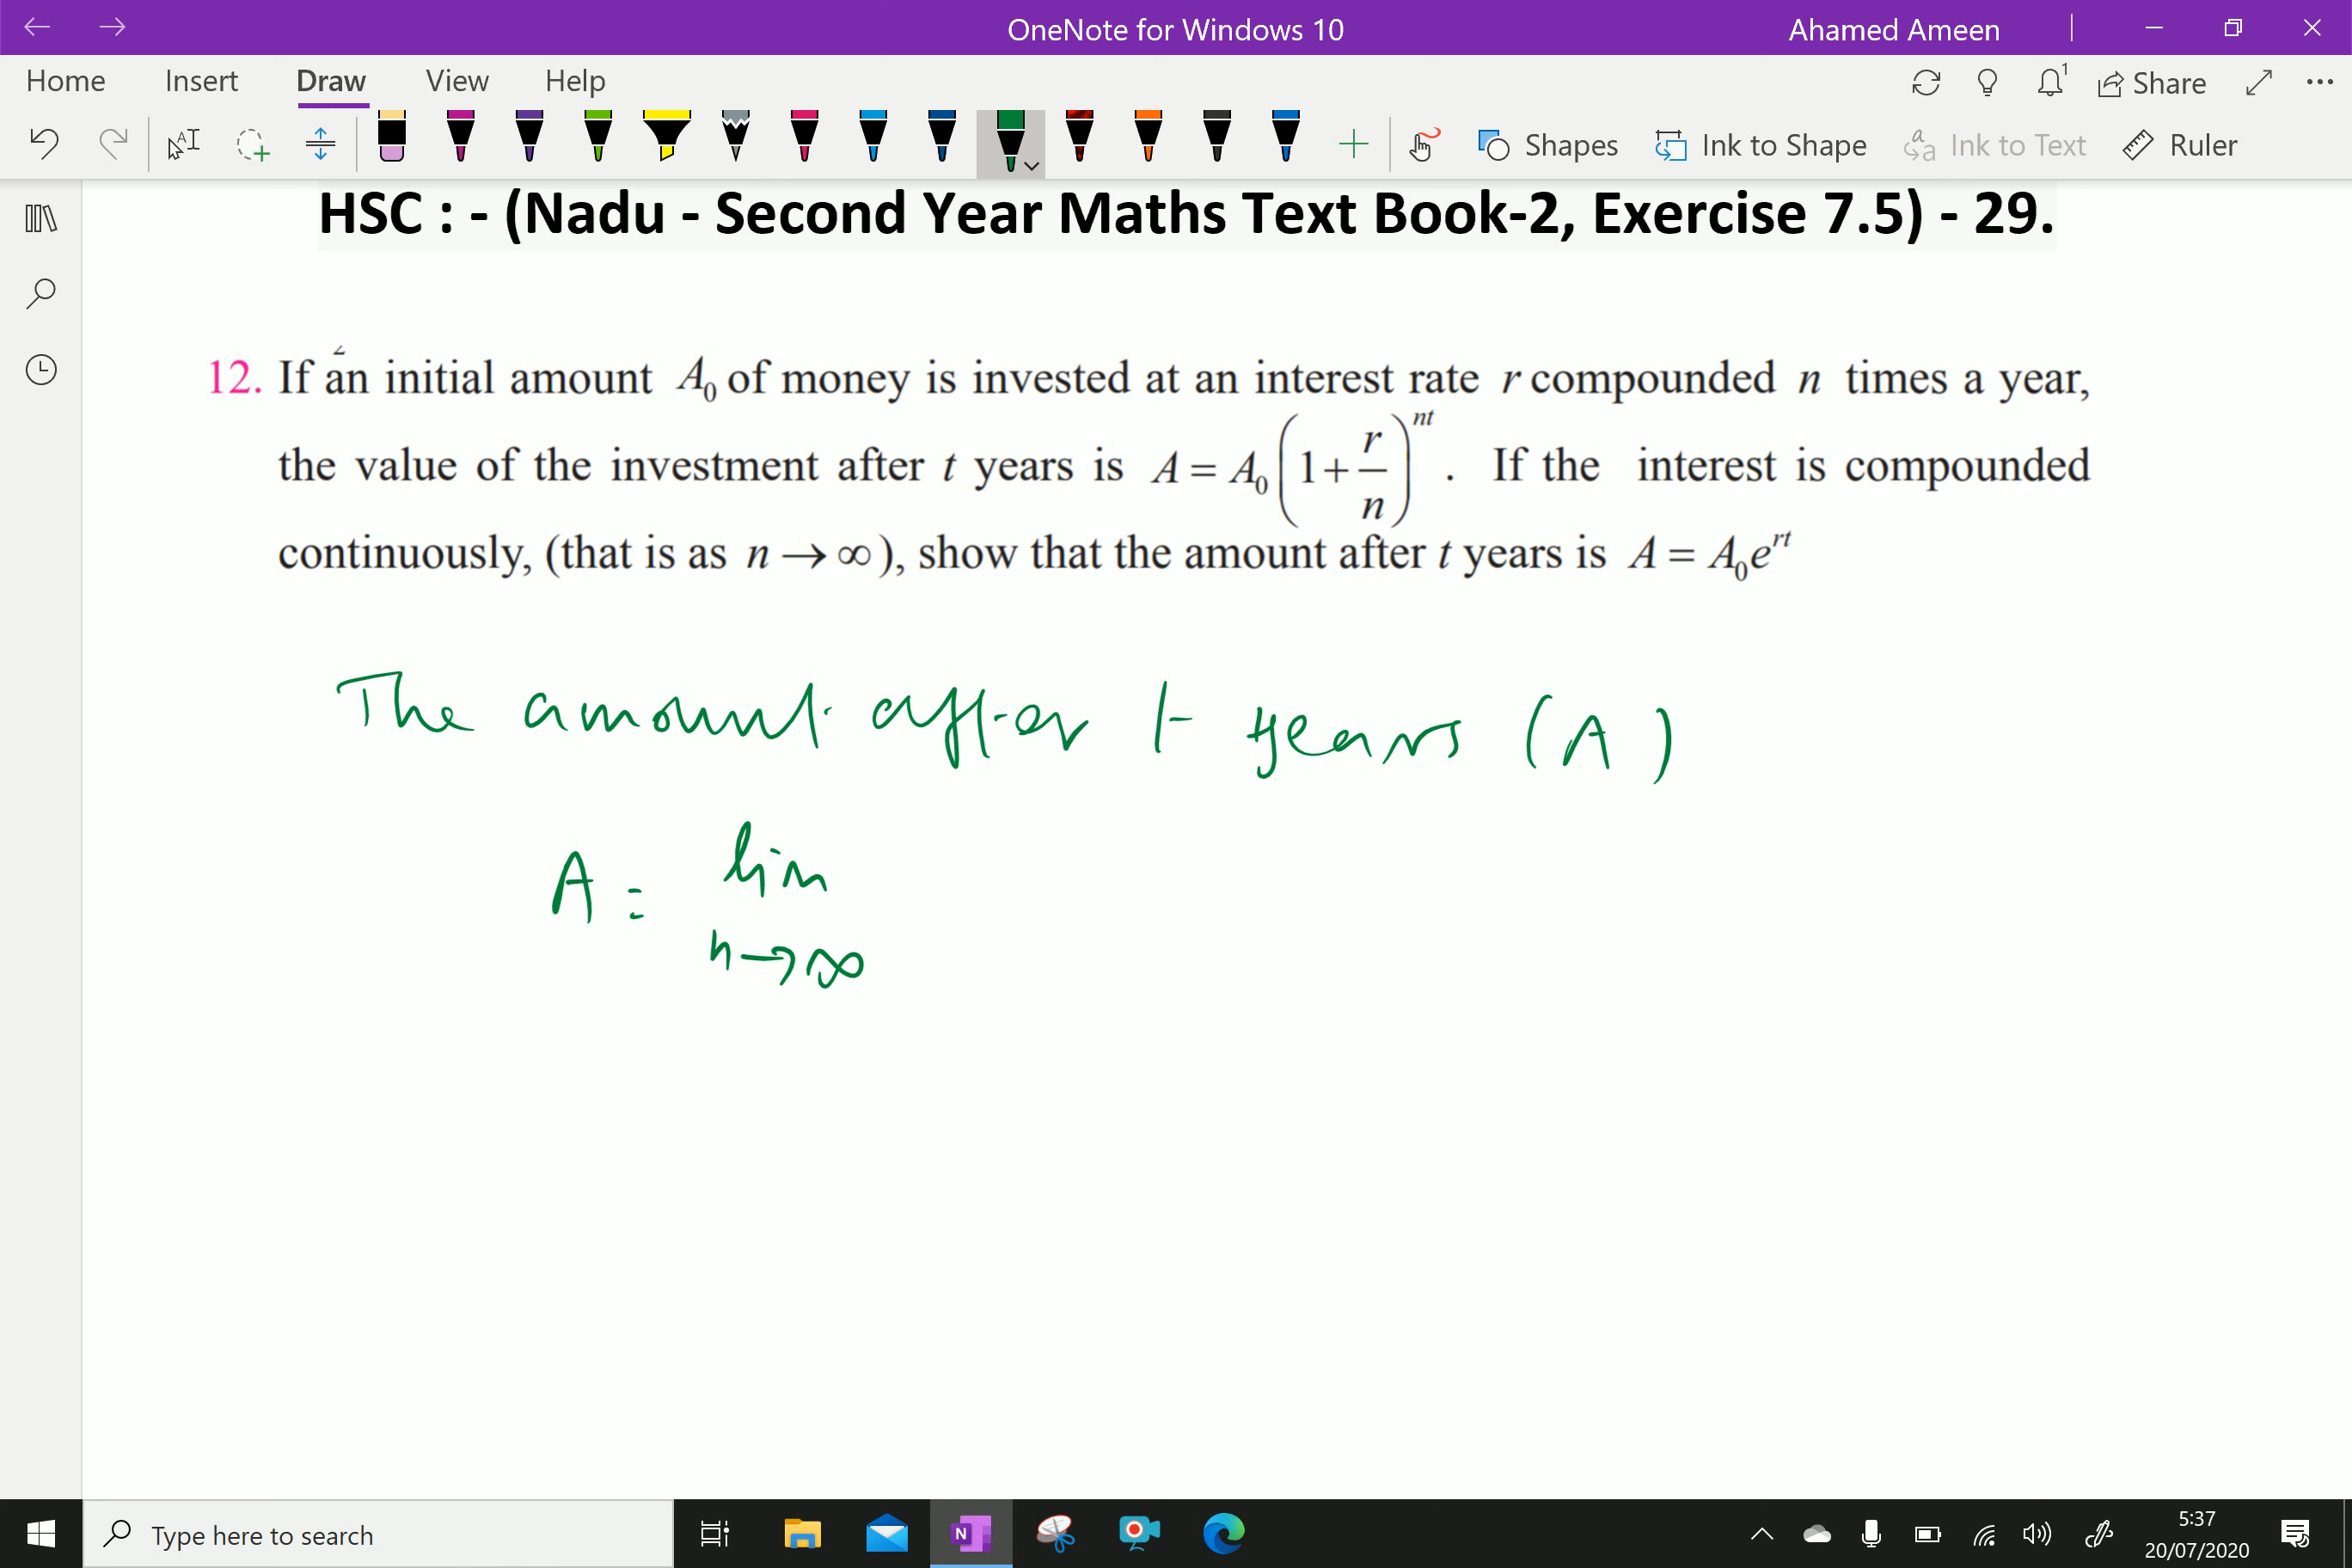 OneNote for Windows 10 Ahamed Ameen
Home Insert Draw View Help 1 Share
Shapes Ink to Shape Ink to Text Ruler
HSC : - (Nadu - Second Year Maths Text Book-2, Exercise 7.5) - 29.
12. If an initial amount A₀ of money is invested at an interest rate r compounded n times a year,
the value of the investment after t years is A = A₀(1+r/n)^nt. If the interest is compounded
continuously, (that is as n → ∞), show that the amount after t years is A = A₀e^rt
The amount after t years (A)
A = lim
n→∞
Type here to search
5:37
20/07/2020